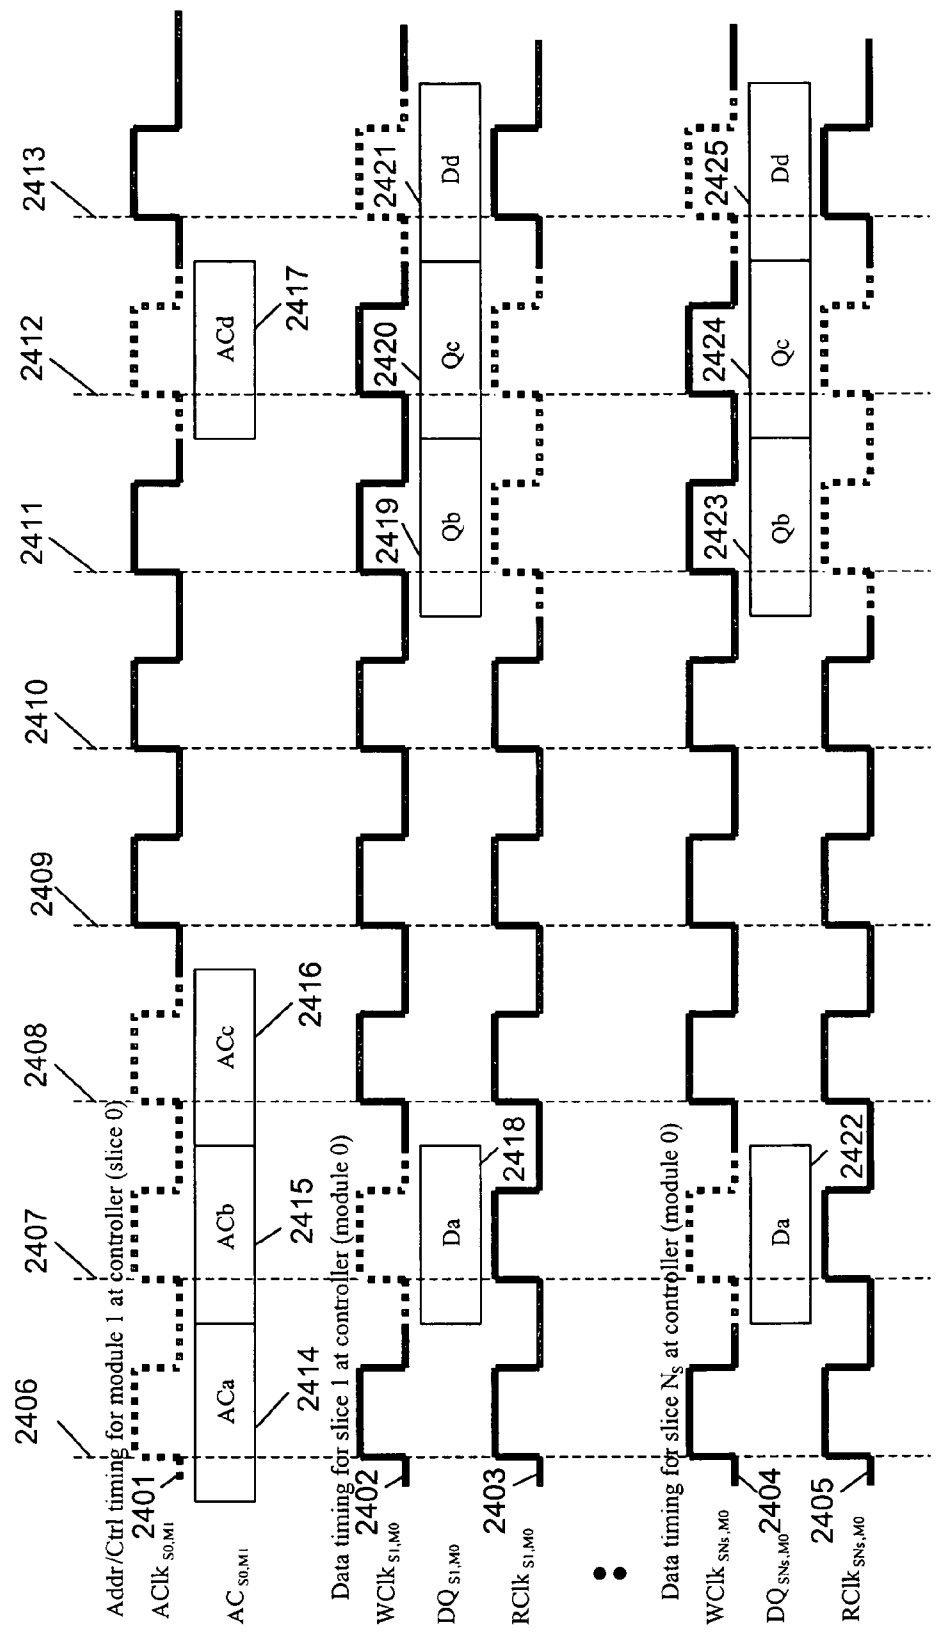 2406 2407 2408 2409 2410 2411 2412 2413
Addr/Ctrl timing for module 1 at controller (slice 0)
2401
AClk S0,M1
AC S0,M1
ACa ACb ACc ACd
2414 2415 2416 2417
Data timing for slice 1 at controller (module 0)
2402
WClk S1,M0
2419 2420 2421
DQ S1,M0
Da Qb Qc Dd
2403 2418
RClk S1,M0
Data timing for slice NS at controller (module 0)
2404
WClk SNs,M0
2423 2424 2425
DQ SNs,M0
Da Qb Qc Dd
2405 2422
RClk SNs,M0